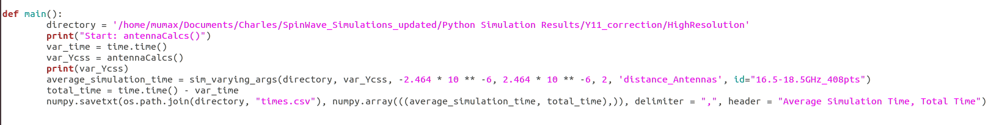 def main():
        directory = '/home/mumax/Documents/Charles/SpinWave_Simulations_updated/Python Simulation Results/Y11_correction/HighResolution'
        print("Start: antennaCalcs()")
        var_time = time.time()
        var_Ycss = antennaCalcs()
        print(var_Ycss)
        average_simulation_time = sim_varying_args(directory, var_Ycss, -2.464 * 10 ** -6, 2.464 * 10 ** -6, 2, 'distance_Antennas', id="16.5-18.5GHz_408pts")
        total_time = time.time() - var_time
        numpy.savetxt(os.path.join(directory, "times.csv"), numpy.array(((average_simulation_time, total_time),)), delimiter = ",", header = "Average Simulation Time, Total Time")